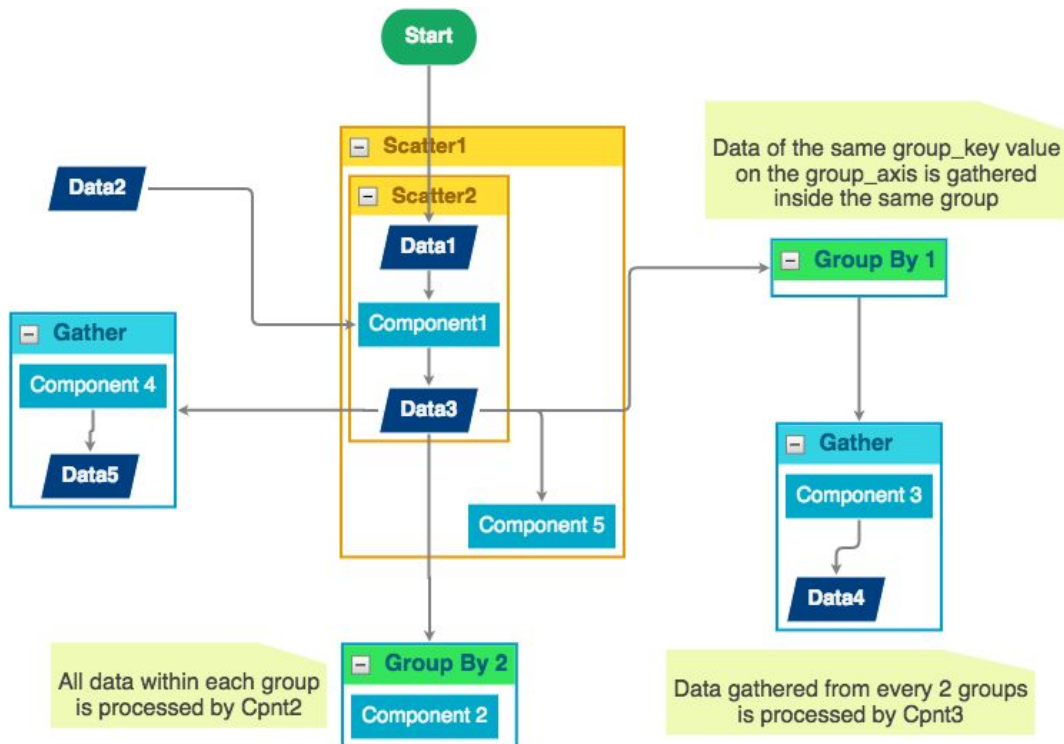 Start
Scatter1
Scatter2
Data of the same group_key value
on the group_axis is gathered
inside the same group
Data2
Data1
Group By 1
Component1
Gather
Component 4
Data3
Data5
Gather
Component 3
Component 5
Data4
Group By 2
Component 2
All data within each group
is processed by Cpnt2
Data gathered from every 2 groups
is processed by Cpnt3